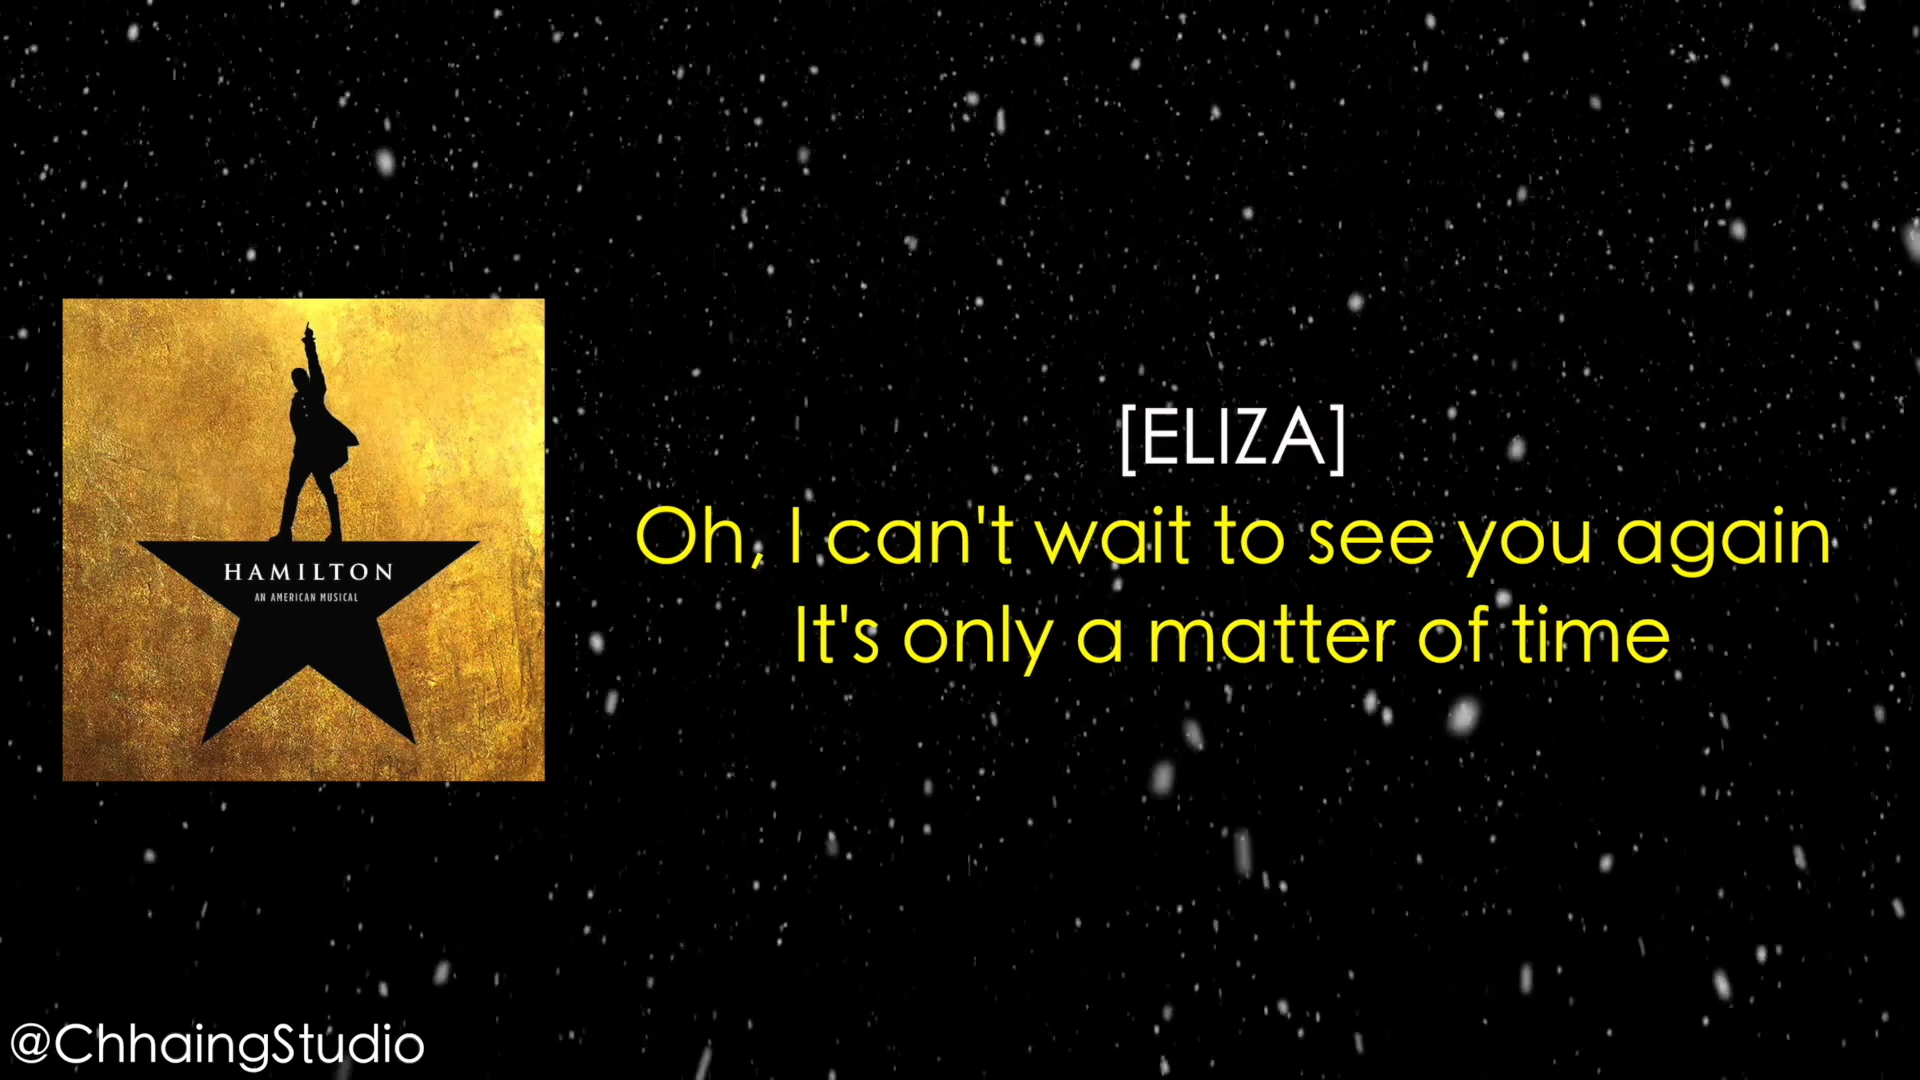 HAMILTON
AN AMERICAN MUSICAL
[ELIZA]
Oh, I can't wait to see you again
It's only a matter of time
@ChhaingStudio